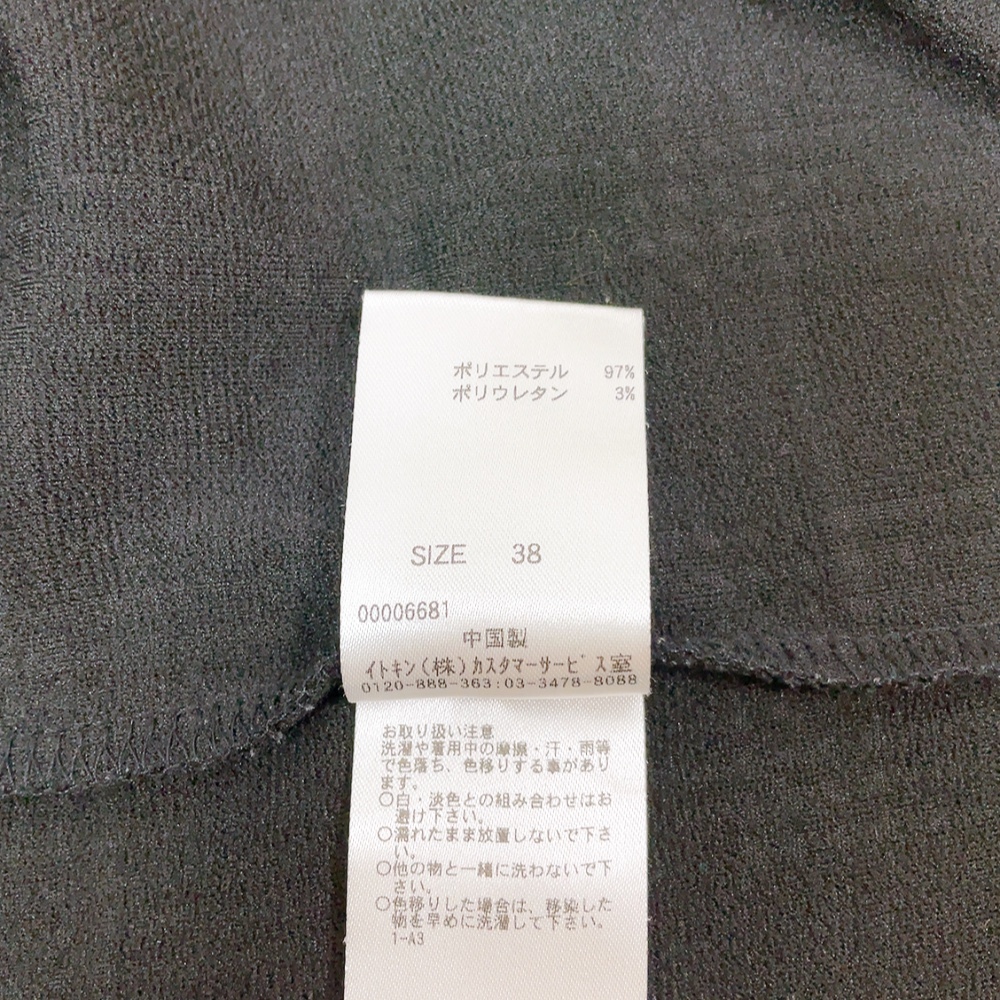 ポリエステル 97%
ポリウレタン 3%
SIZE 38
00006681
中国製
イトキン(株)カスタマーサービス室
0120-888-363:03-3478-8088
お取り扱い注意
洗濯や着用中の摩擦・汗・雨等
で色落ち、色移りする事があり
ます。
○白・淡色との組み合わせはお
避け下さい。
○濡れたまま放置しないで下さ
い。
○他の物と一緒に洗わないで下
さい。
○色移りした場合は、移染した
物を早めに洗濯して下さい。
1-A3